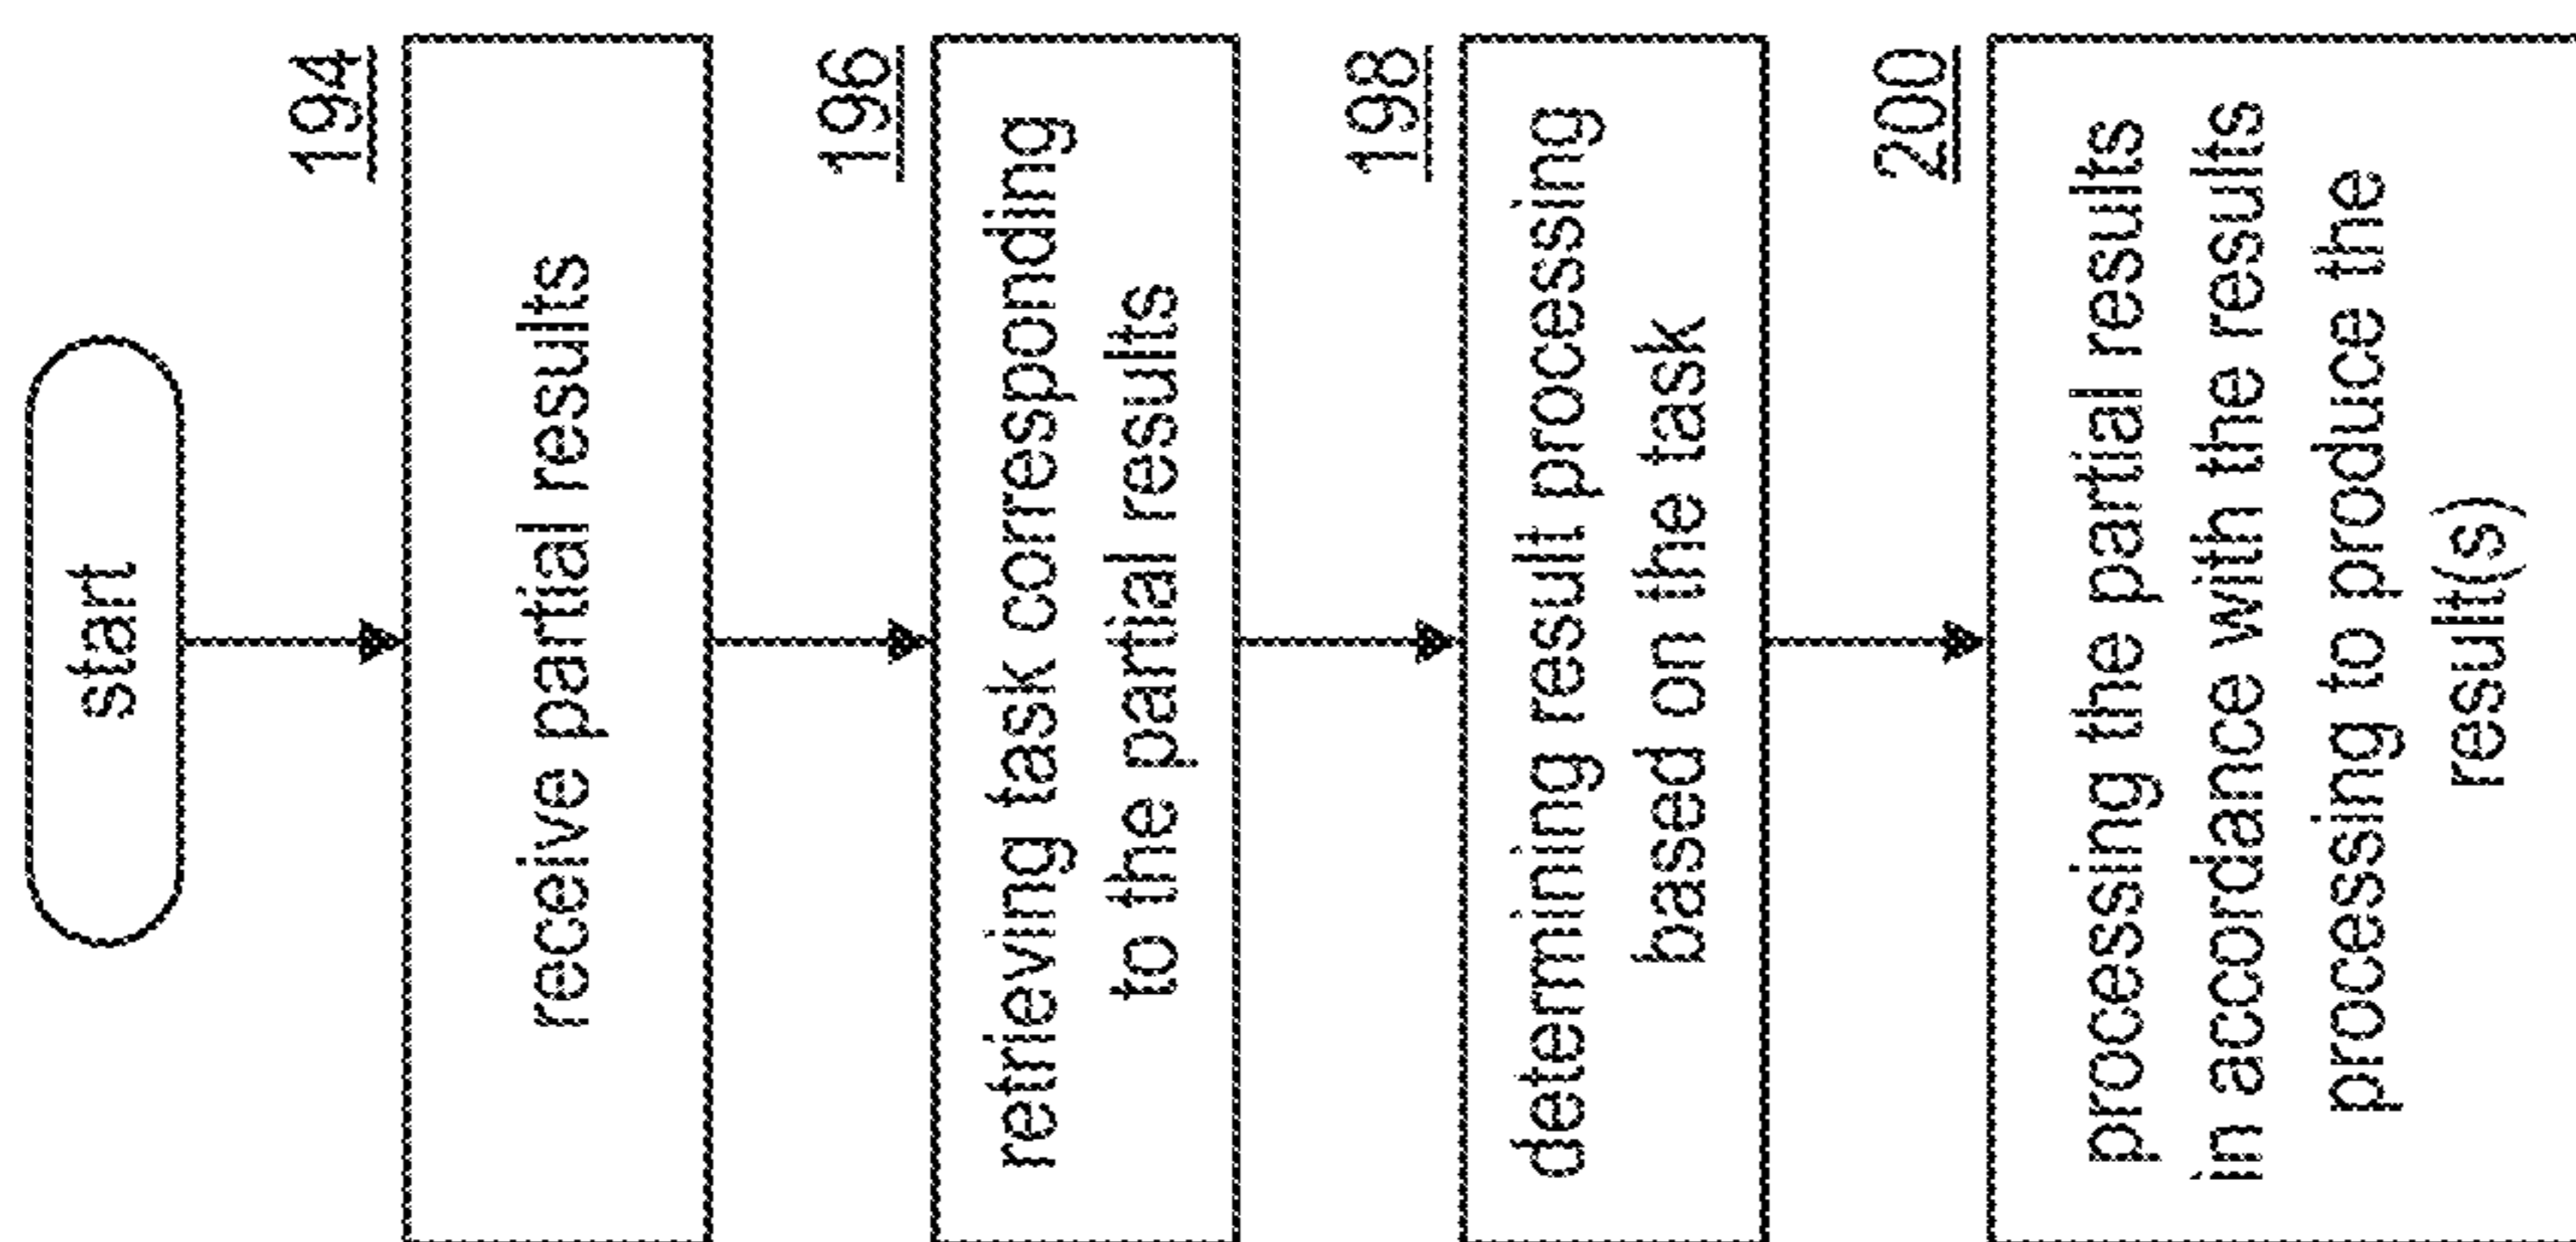 start
194
receive partial results
196
retrieving task corresponding
to the partial results
198
determining result processing
based on the task
200
processing the partial results
in accordance with the results
processing to produce the
result(s)